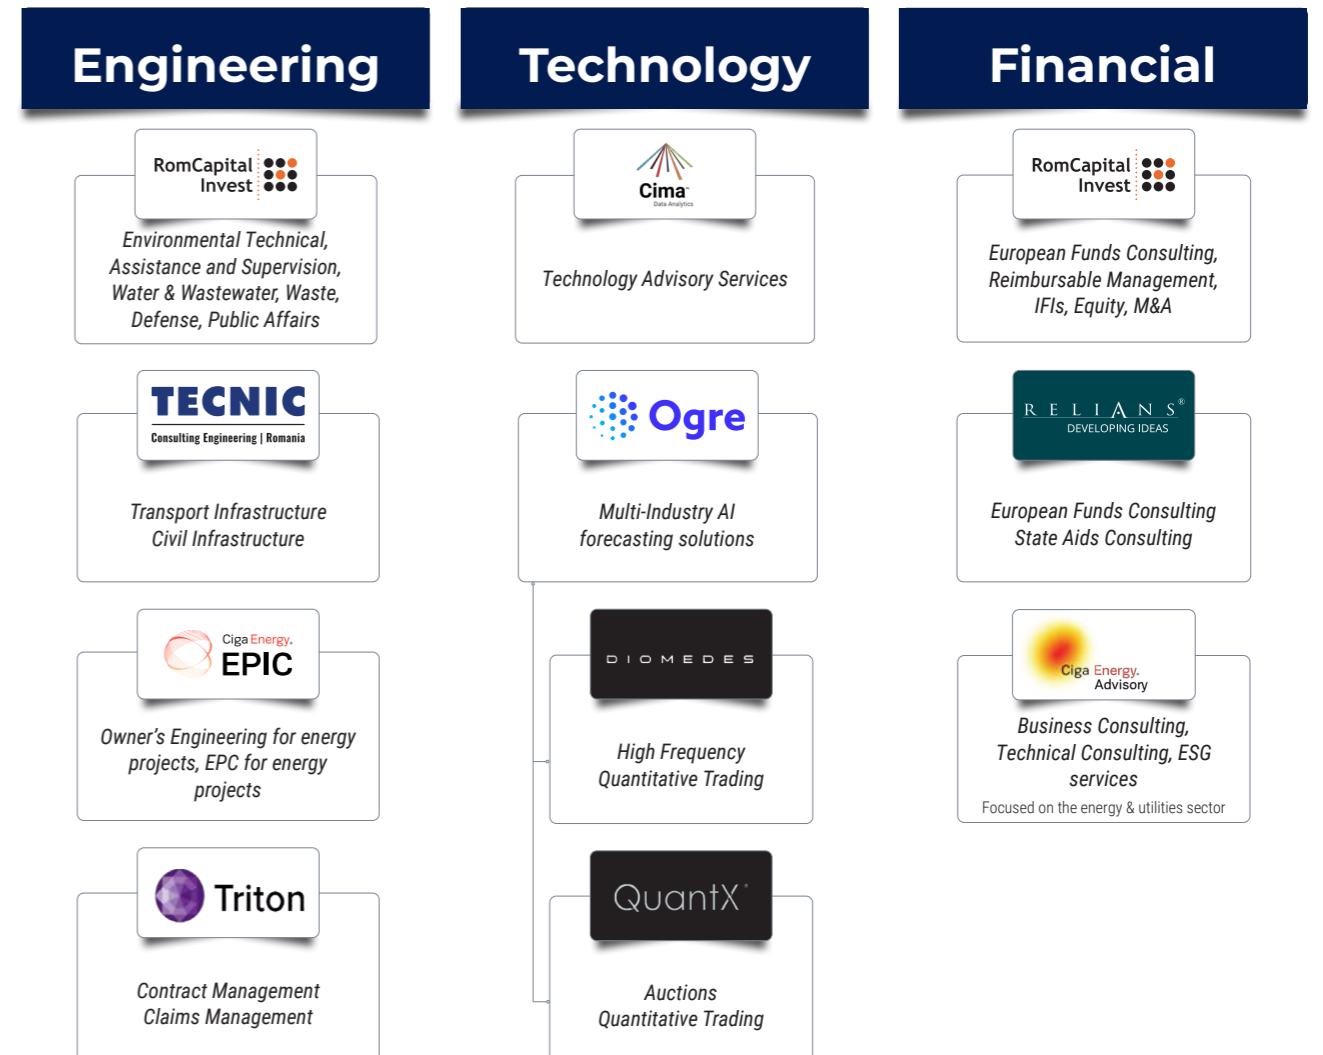 Engineering
RomCapital
Invest
Environmental Technical,
Assistance and Supervision,
Water & Wastewater, Waste,
Defense, Public Affairs
TECNIC
Consulting Engineering | Romania
Transport Infrastructure
Civil Infrastructure
Ciga Energy.
EPIC
Owner's Engineering for energy
projects, EPC for energy
projects
Triton
Contract Management
Claims Management
Technology
Cima™
Data Analytics
Technology Advisory Services
Ogre
Multi-Industry AI
forecasting solutions
DIOMEDES
High Frequency
Quantitative Trading
QuantX®
Auctions
Quantitative Trading
Financial
RomCapital
Invest
European Funds Consulting,
Reimbursable Management,
IFIs, Equity, M&A
RELIANS®
DEVELOPING IDEAS
European Funds Consulting
State Aids Consulting
Ciga Energy.
Advisory
Business Consulting,
Technical Consulting, ESG
services
Focused on the energy & utilities sector